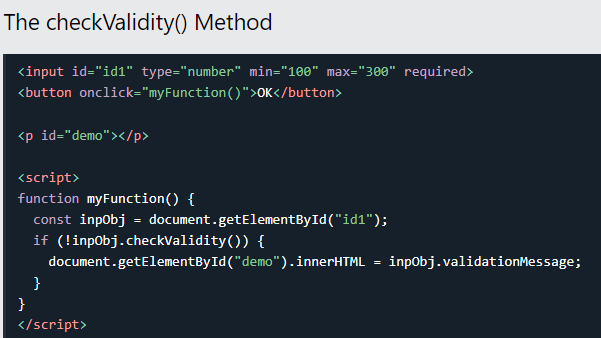 The checkValidity() Method
<input id="id1" type="number" min="100" max="300" required>
<button onclick="myFunction()">OK</button>
<p id="demo"></p>
<script>
function myFunction() {
  const inpObj = document.getElementById("id1");
  if (!inpObj.checkValidity()) {
    document.getElementById("demo").innerHTML = inpObj.validationMessage;
  }
}
</script>